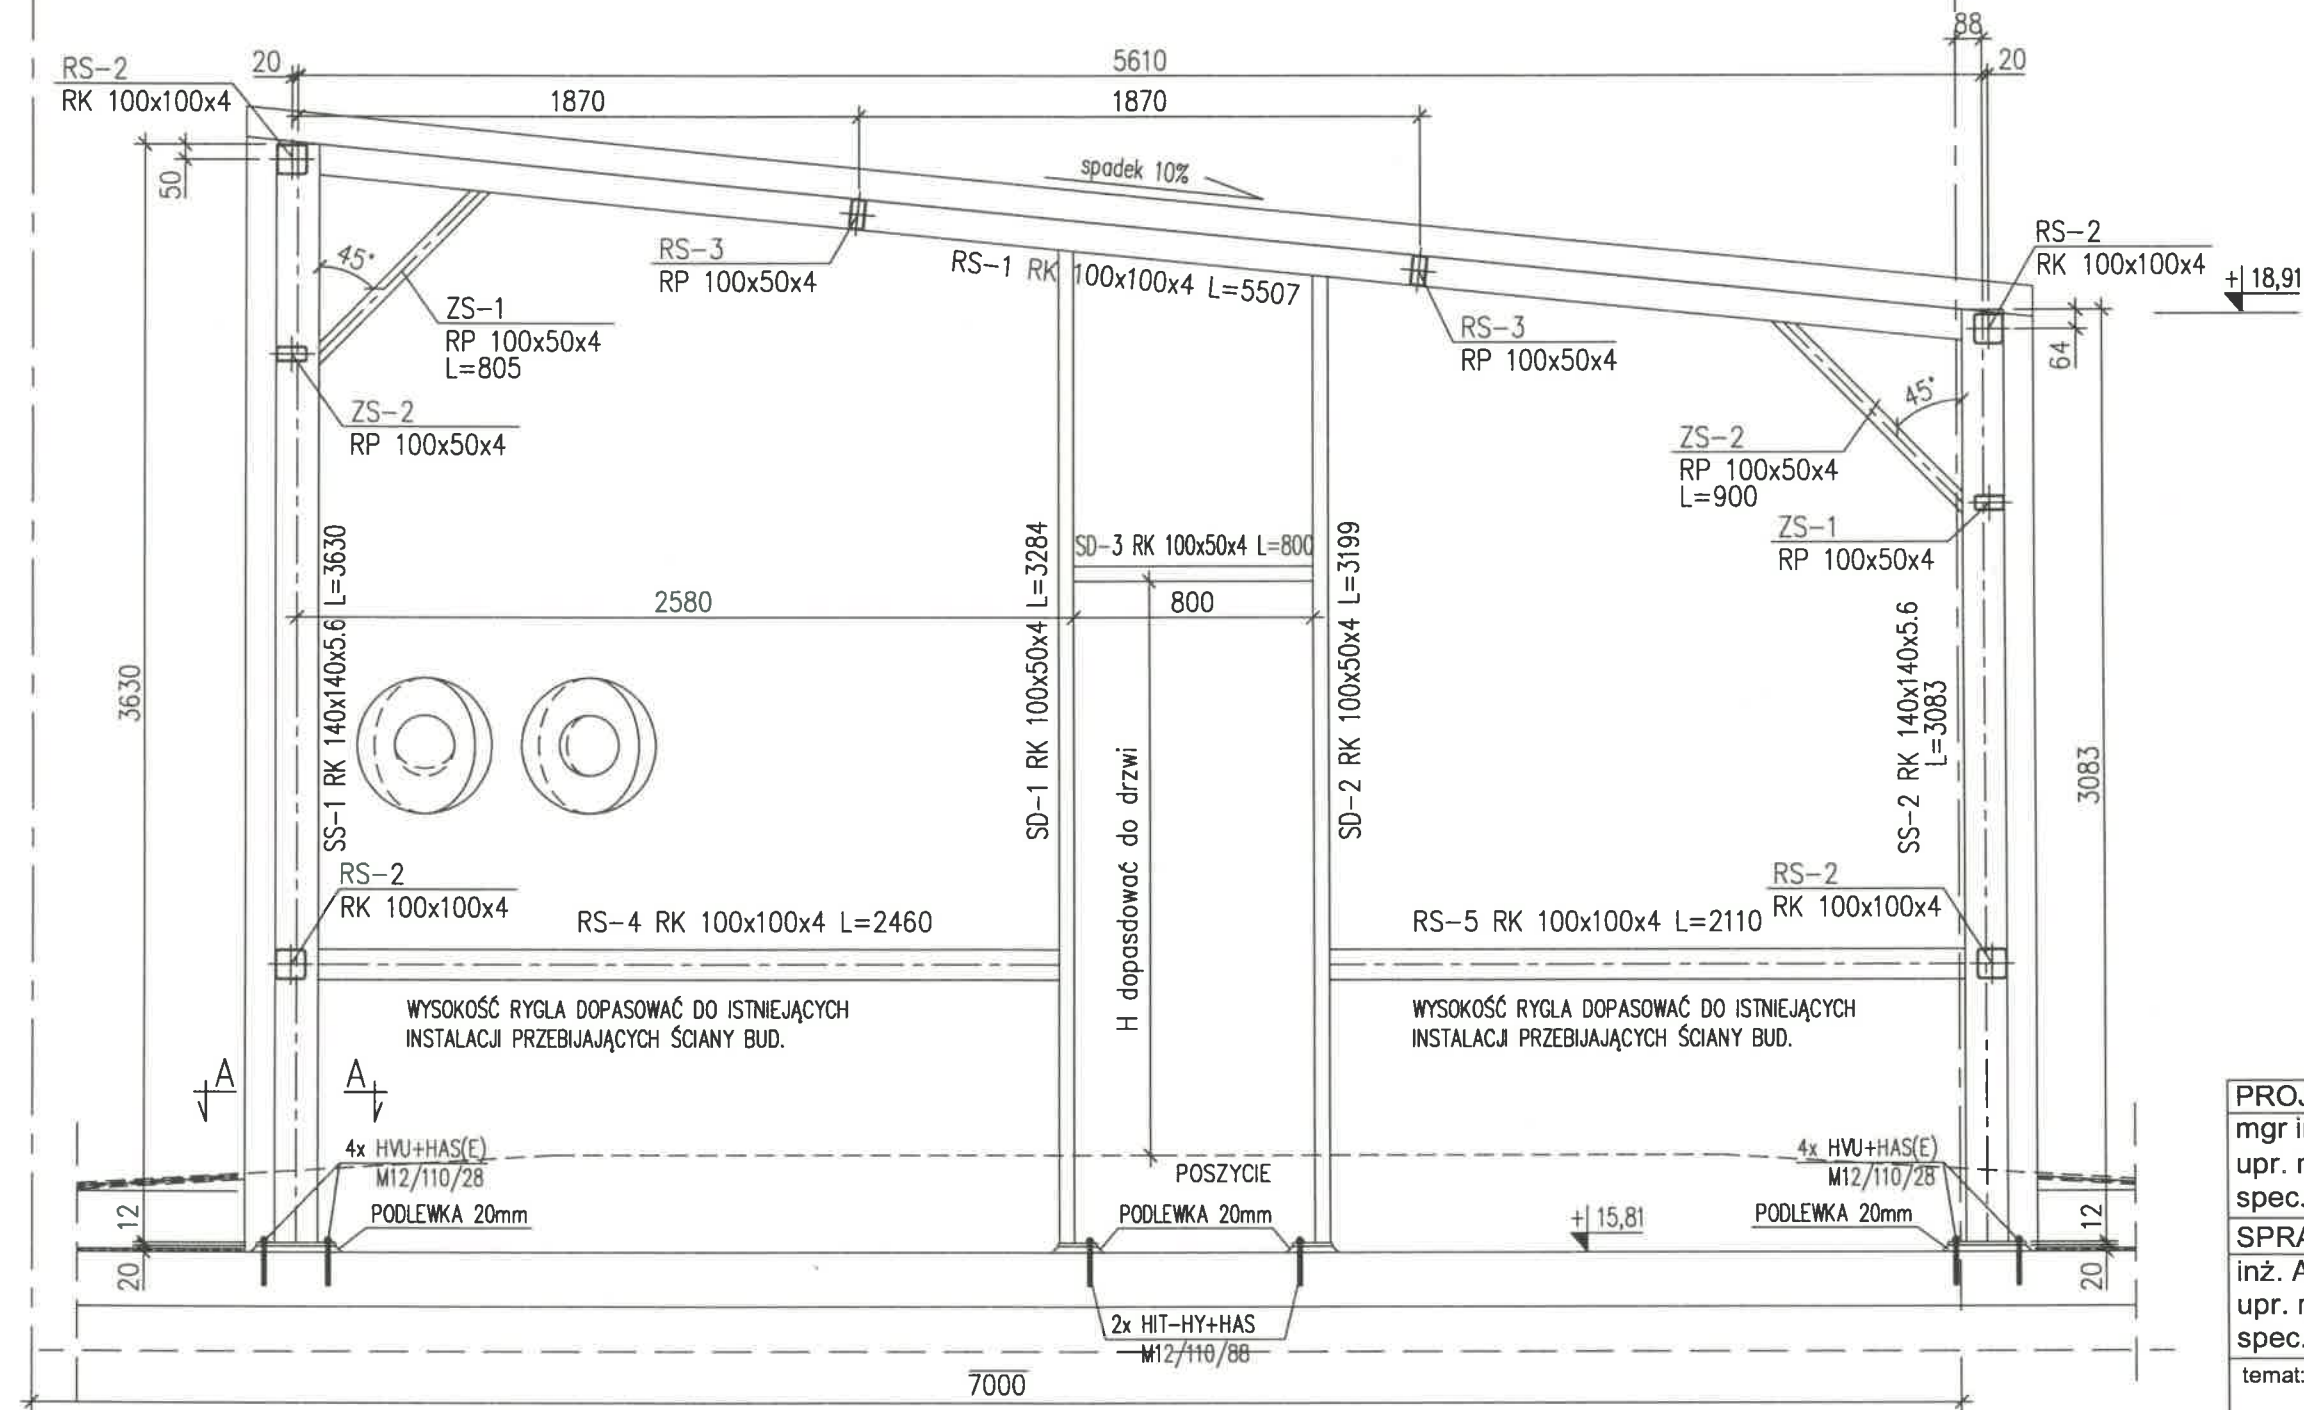 88
20
5610
20
RS-2
RK 100x100x4
1870
1870
50
spadek 10%
RS-2
RK 100x100x4
+ 18,91
45°
RS-3
RP 100x50x4
RS-1 RK 100x100x4 L=5507
ZS-1
RP 100x50x4
L=805
RS-3
RP 100x50x4
64
45°
ZS-2
RP 100x50x4
ZS-2
RP 100x50x4
L=900
ZS-1
RP 100x50x4
SD-3 RK 100x50x4 L=800
2580
800
3630
SS-1 RK 140x140x5.6 L=3630
SD-1 RK 100x50x4 L=3284
H dopasdować do drzwi
SD-2 RK 100x50x4 L=3199
SS-2 RK 140x140x5.6
L=3083
3083
RS-2
RK 100x100x4
RS-4 RK 100x100x4 L=2460
RS-5 RK 100x100x4 L=2110
RS-2
RK 100x100x4
WYSOKOŚĆ RYGLA DOPASOWAĆ DO ISTNIEJĄCYCH
INSTALACJI PRZEBIJAJĄCYCH ŚCIANY BUD.
WYSOKOŚĆ RYGLA DOPASOWAĆ DO ISTNIEJĄCYCH
INSTALACJI PRZEBIJAJĄCYCH ŚCIANY BUD.
A
A
4x HVU+HAS(E)
M12/110/28
PODLEWKA 20mm
POSZYCIE
PODLEWKA 20mm
+ 15,81
4x HVU+HAS(E)
M12/110/28
PODLEWKA 20mm
12
20
12
20
2x HIT-HY+HAS
M12/110/88
7000
PROJ
mgr i
upr. r
spec.
SPRA
inż. A
upr. r
spec.
temat: